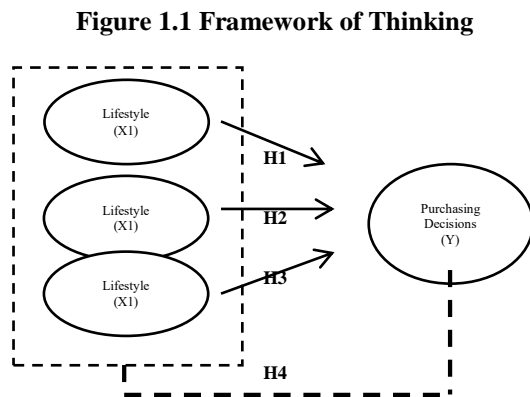 Figure 1.1 Framework of Thinking
Lifestyle
(X1)
H1
Lifestyle
(X1)
H2
Purchasing
Decisions
(Y)
Lifestyle
(X1)
H3
H4